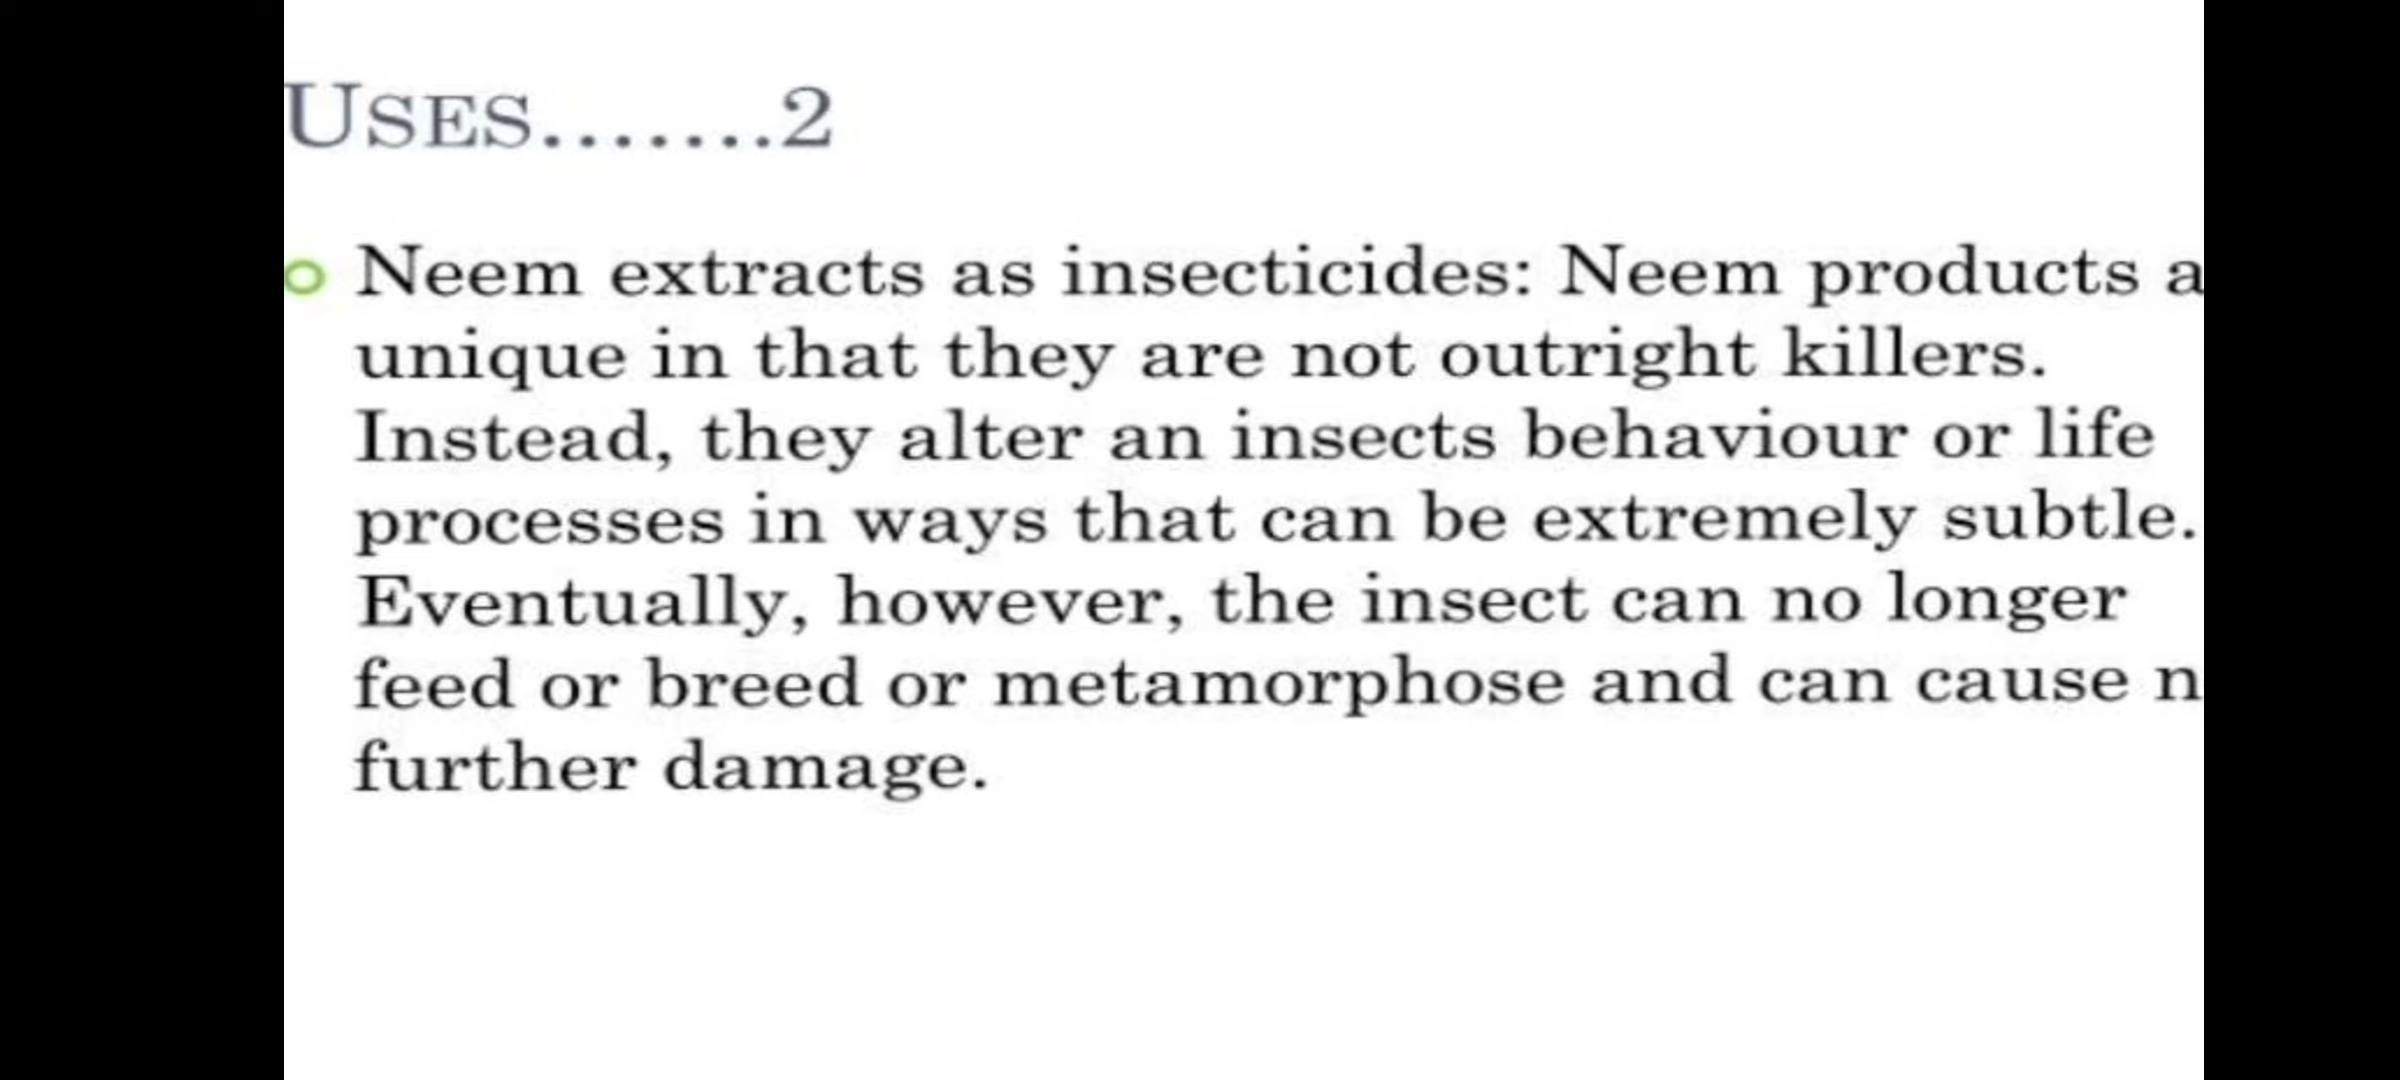 USES.......2
Neem extracts as insecticides: Neem products a
unique in that they are not outright killers.
Instead, they alter an insects behaviour or life
processes in ways that can be extremely subtle.
Eventually, however, the insect can no longer
feed or breed or metamorphose and can cause n
further damage.